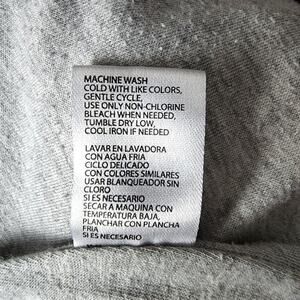 MACHINE WASH
COLD WITH LIKE COLORS,
GENTLE CYCLE,
USE ONLY NON-CHLORINE
BLEACH WHEN NEEDED,
TUMBLE DRY LOW,
COOL IRON IF NEEDED
LAVAR EN LAVADORA
CON AGUA FRIA
CICLO DELICADO
CON COLORES SIMILARES
USAR BLANQUEADOR SIN
CLORO
SI ES NECESARIO
SECAR A MAQUINA CON
TEMPERATURA BAJA,
PLANCHAR CON PLANCHA
FRIA
SI ES NECESARIO